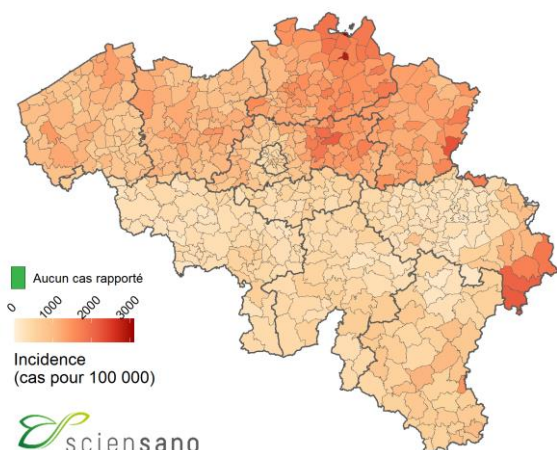 Aucun cas rapporté
0 1000 2000 3000
Incidence
(cas pour 100 000)
sciensano